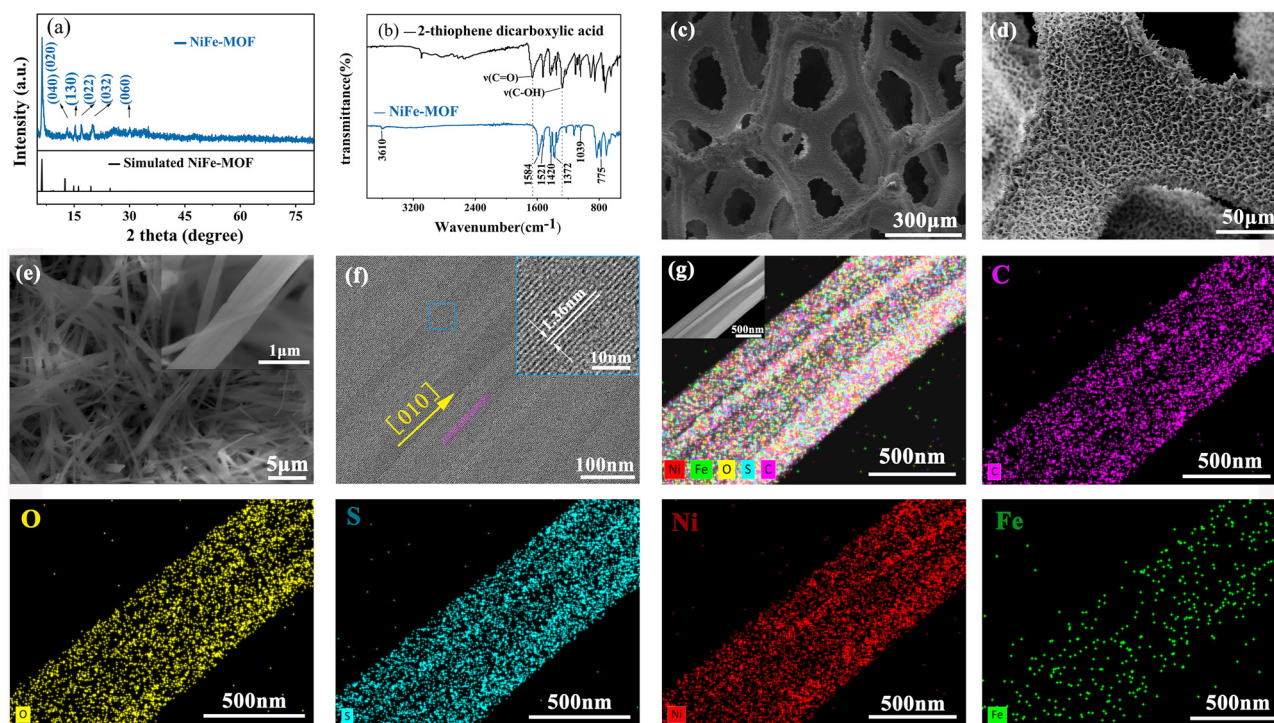 (a)
NiFe-MOF
(020)
(040)
(130)
(022)
(032)
(060)
Simulated NiFe-MOF
Intensity (a.u.)
15 30 45 60 75
2 theta (degree)
(b)
2-thiophene dicarboxylic acid
ν(C=O)
ν(C-OH)
NiFe-MOF
3610
1584
1521
1420
1372
1039
775
transmittance(%)
3200 2400 1600 800
Wavenumber(cm-1)
(c)
300μm
(d)
50μm
(e)
1μm
5μm
(f)
1.36nm
10nm
[010]
100nm
(g)
500nm
Ni Fe O S C
500nm
C
C
500nm
O
O
500nm
S
S
500nm
Ni
Ni
500nm
Fe
Fe
500nm